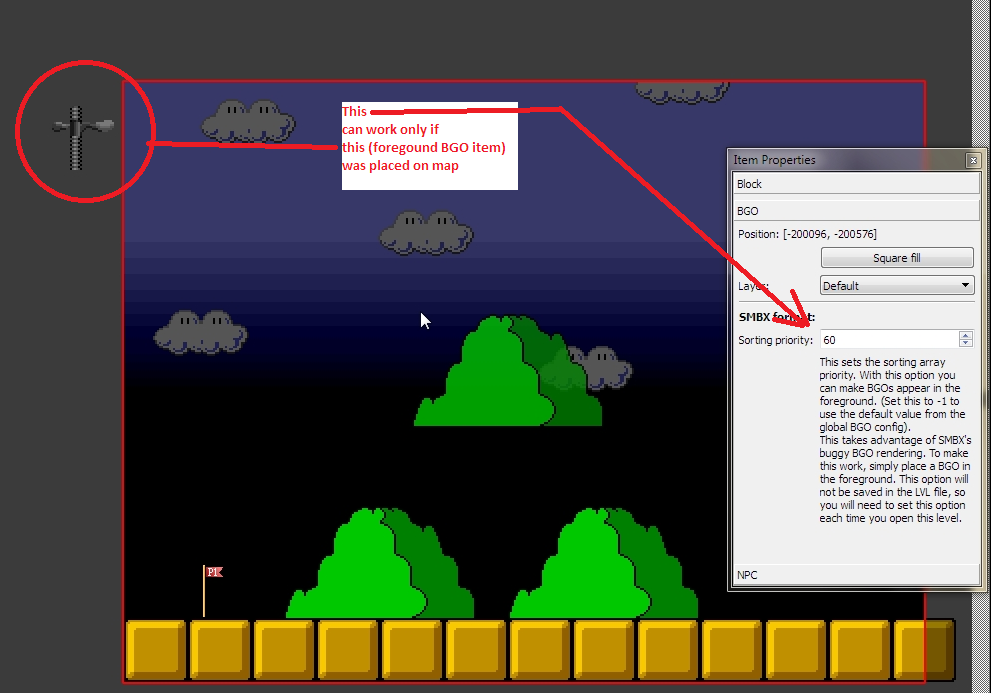 This
can work only if
this (foregound BGO item)
was placed on map
Item Properties
x
Block
BGO
Position: [-200096, -200576]
Square fill
Layer:
Default
SMBX format:
Sorting priority:
60
This sets the sorting array
priority. With this option you
can make BGOs appear in the
foreground. (Set this to -1 to
use the default value from the
global BGO config).
This takes advantage of SMBX's
buggy BGO rendering. To make
this work, simply place a BGO in
the foreground. This option will
not be saved in the LVL file, so
you will need to set this option
each time you open this level.
NPC
P1